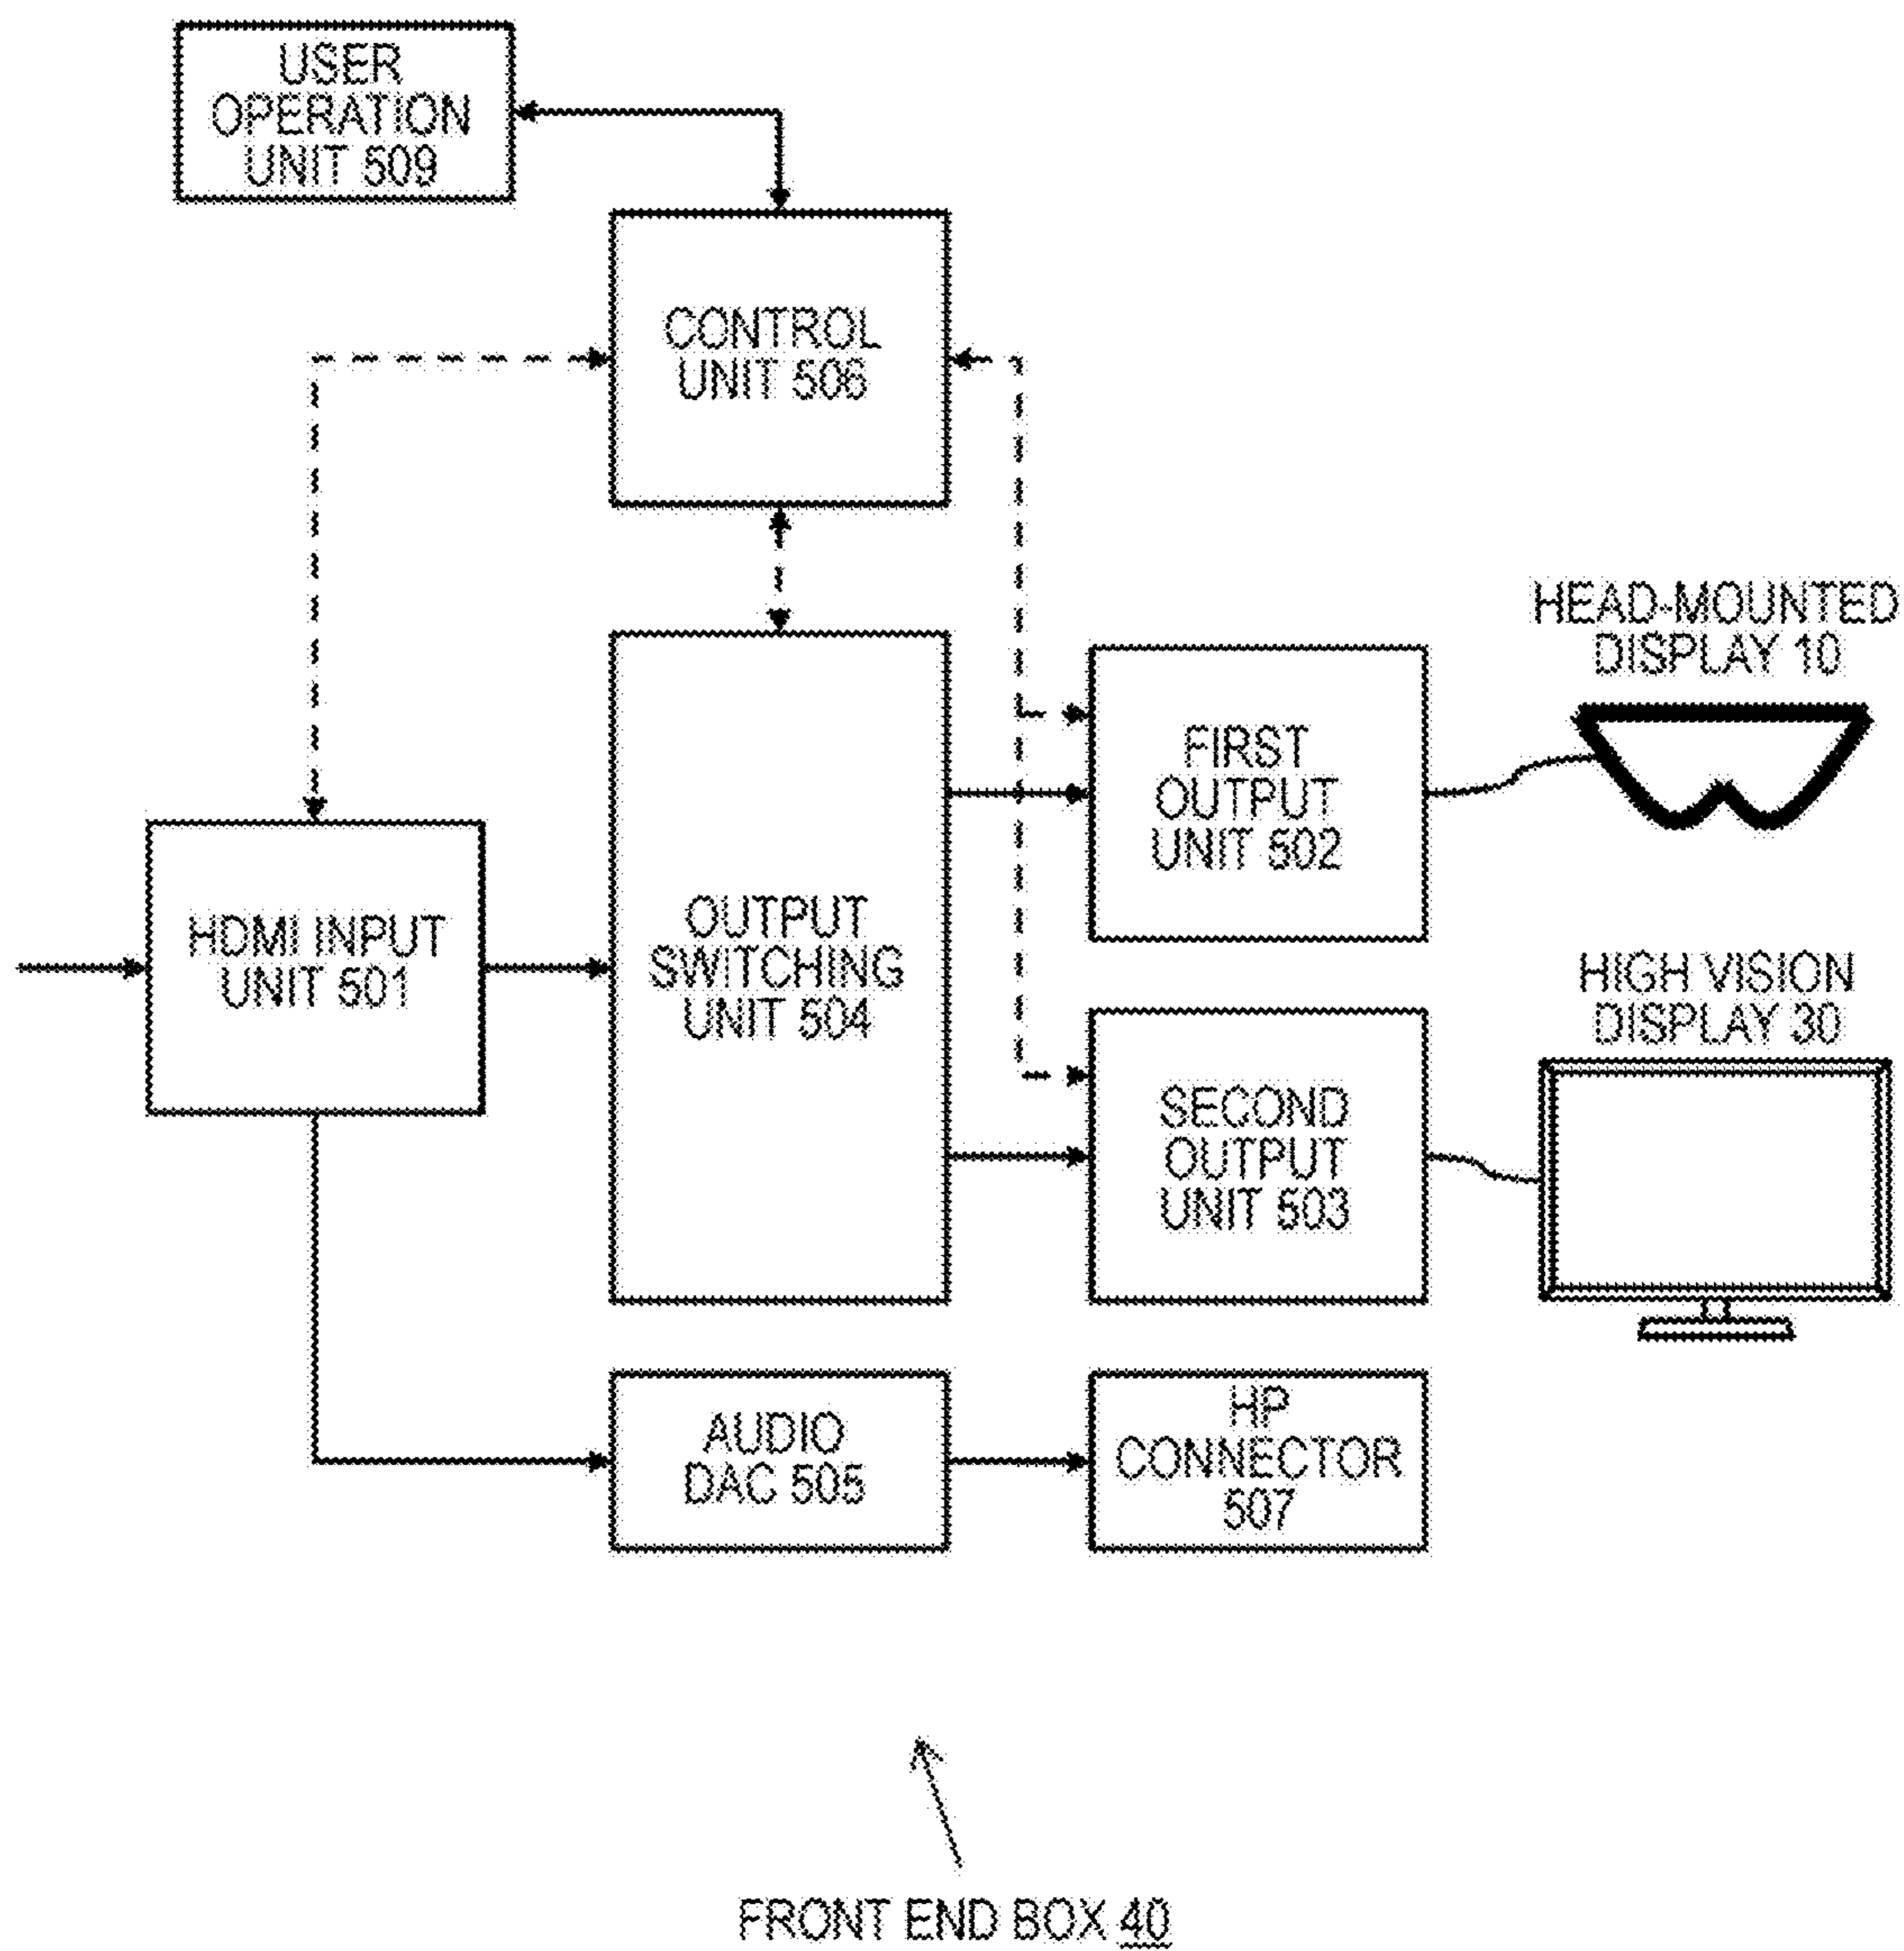 USER
OPERATION
UNIT 509
CONTROL
UNIT 506
HEAD-MOUNTED
DISPLAY 10
FIRST
OUTPUT
UNIT 502
HDMI INPUT
UNIT 501
OUTPUT
SWITCHING
UNIT 504
HIGH VISION
DISPLAY 30
SECOND
OUTPUT
UNIT 503
AUDIO
DAC 505
HP
CONNECTOR
507
FRONT END BOX 40